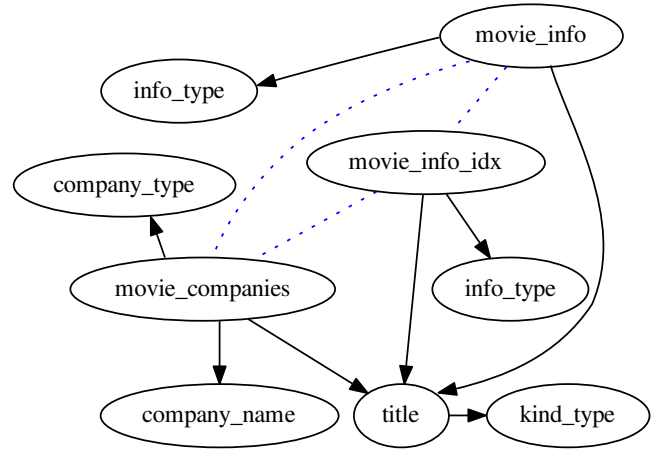 movie_info
info_type
movie_info_idx
company_type
movie_companies
info_type
company_name
title
kind_type